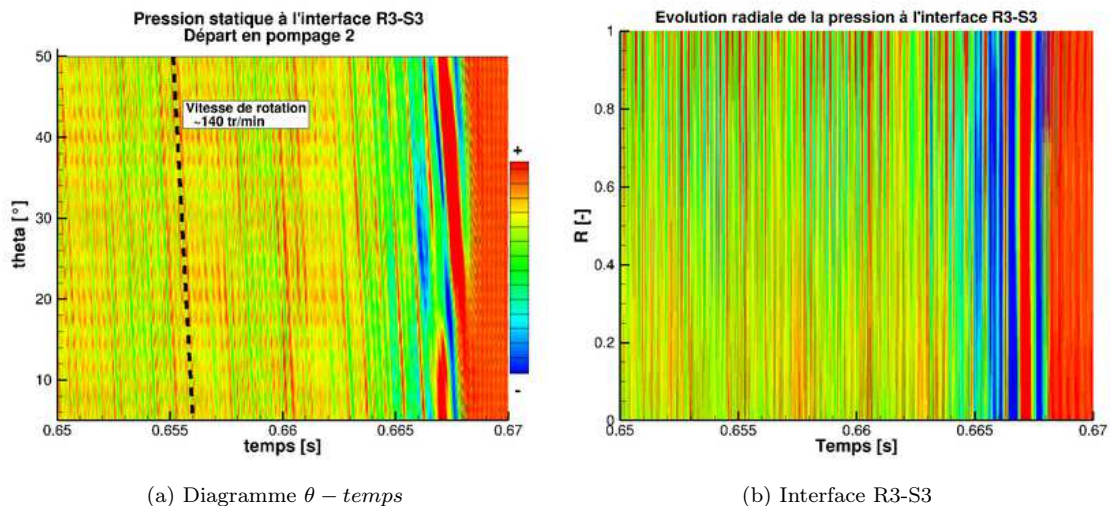 Pression statique à l'interface R3-S3
Départ en pompage 2
50
40
30
20
10
theta [°]
Vitesse de rotation
~140 tr/min
+
-
0.65
0.655
0.66
0.665
0.67
temps [s]
(a) Diagramme θ − temps
Evolution radiale de la pression à l'interface R3-S3
1
0.8
0.6
0.4
0.2
0
R [-]
0.65
0.655
0.66
0.665
0.67
Temps [s]
(b) Interface R3-S3